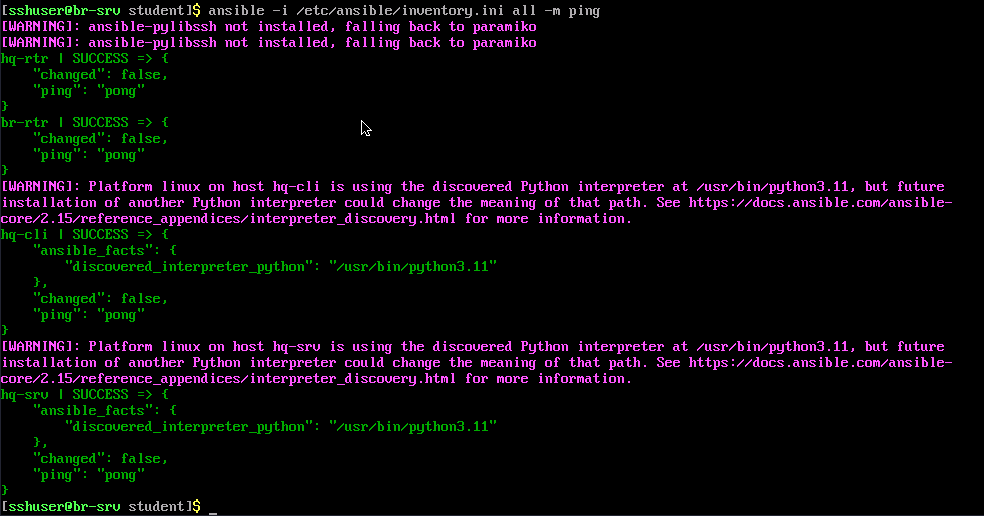 [sshuser@br-srv student]$ ansible -i /etc/ansible/inventory.ini all -m ping
[WARNING]: ansible-pylibssh not installed, falling back to paramiko
[WARNING]: ansible-pylibssh not installed, falling back to paramiko
hq-rtr | SUCCESS => {
    "changed": false,
    "ping": "pong"
}
br-rtr | SUCCESS => {
    "changed": false,
    "ping": "pong"
}
[WARNING]: Platform linux on host hq-cli is using the discovered Python interpreter at /usr/bin/python3.11, but future
installation of another Python interpreter could change the meaning of that path. See https://docs.ansible.com/ansible-
core/2.15/reference_appendices/interpreter_discovery.html for more information.
hq-cli | SUCCESS => {
    "ansible_facts": {
        "discovered_interpreter_python": "/usr/bin/python3.11"
    },
    "changed": false,
    "ping": "pong"
}
[WARNING]: Platform linux on host hq-srv is using the discovered Python interpreter at /usr/bin/python3.11, but future
installation of another Python interpreter could change the meaning of that path. See https://docs.ansible.com/ansible-
core/2.15/reference_appendices/interpreter_discovery.html for more information.
hq-srv | SUCCESS => {
    "ansible_facts": {
        "discovered_interpreter_python": "/usr/bin/python3.11"
    },
    "changed": false,
    "ping": "pong"
}
[sshuser@br-srv student]$ _